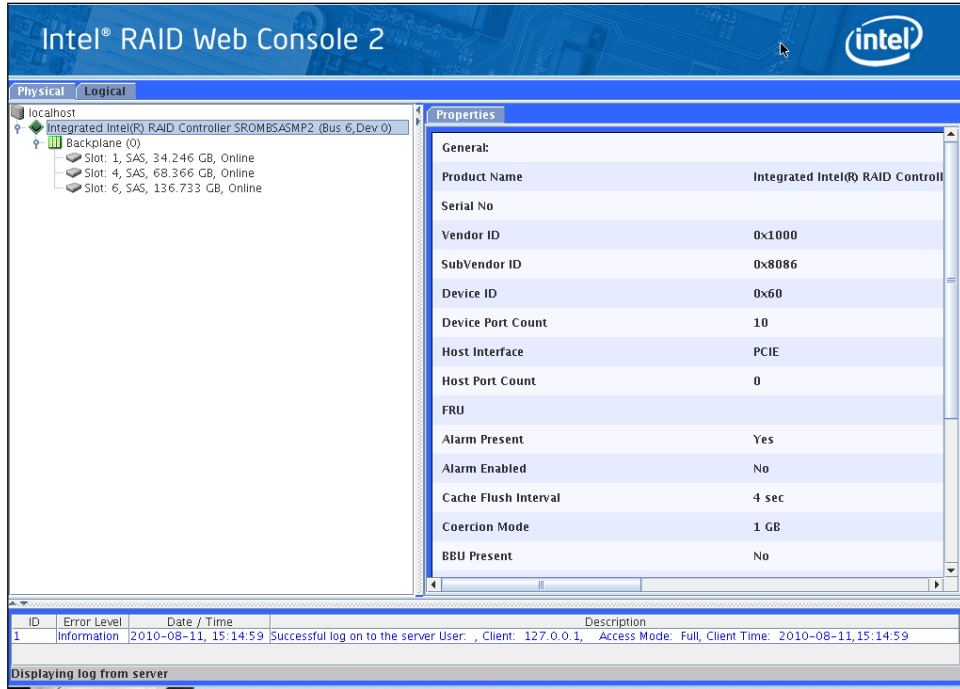 Intel® RAID Web Console 2
intel
Physical Logical
localhost
Integrated Intel(R) RAID Controller SROMBSASMP2 (Bus 6,Dev 0)
Backplane (0)
Slot: 1, SAS, 34.246 GB, Online
Slot: 4, SAS, 68.366 GB, Online
Slot: 6, SAS, 136.733 GB, Online
Properties
General:
Product Name Integrated Intel(R) RAID Controll
Serial No
Vendor ID 0x1000
SubVendor ID 0x8086
Device ID 0x60
Device Port Count 10
Host Interface PCIE
Host Port Count 0
FRU
Alarm Present Yes
Alarm Enabled No
Cache Flush Interval 4 sec
Coercion Mode 1 GB
BBU Present No
ID Error Level Date / Time Description
1 Information 2010-08-11, 15:14:59 Successful log on to the server User: , Client: 127.0.0.1, Access Mode: Full, Client Time: 2010-08-11,15:14:59
Displaying log from server